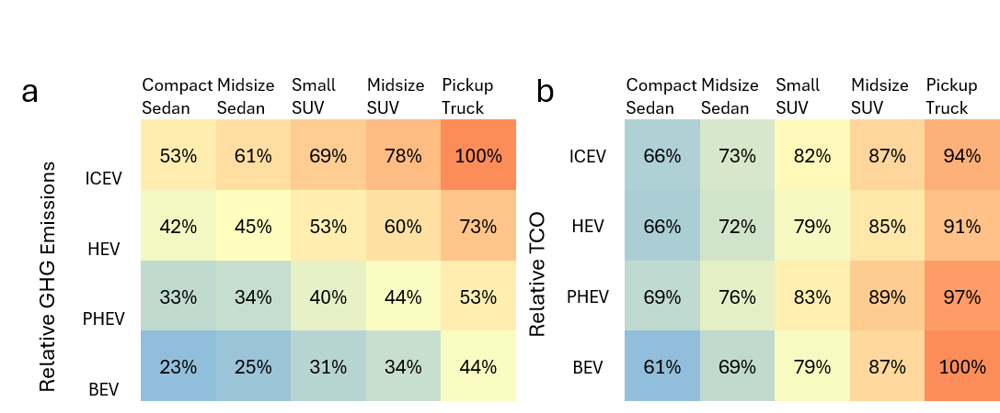 a
Compact Midsize Small Midsize Pickup
Sedan Sedan SUV SUV Truck
Relative GHG Emissions
ICEV 53% 61% 69% 78% 100%
HEV 42% 45% 53% 60% 73%
PHEV 33% 34% 40% 44% 53%
BEV 23% 25% 31% 34% 44%
b
Compact Midsize Small Midsize Pickup
Sedan Sedan SUV SUV Truck
Relative TCO
ICEV 66% 73% 82% 87% 94%
HEV 66% 72% 79% 85% 91%
PHEV 69% 76% 83% 89% 97%
BEV 61% 69% 79% 87% 100%